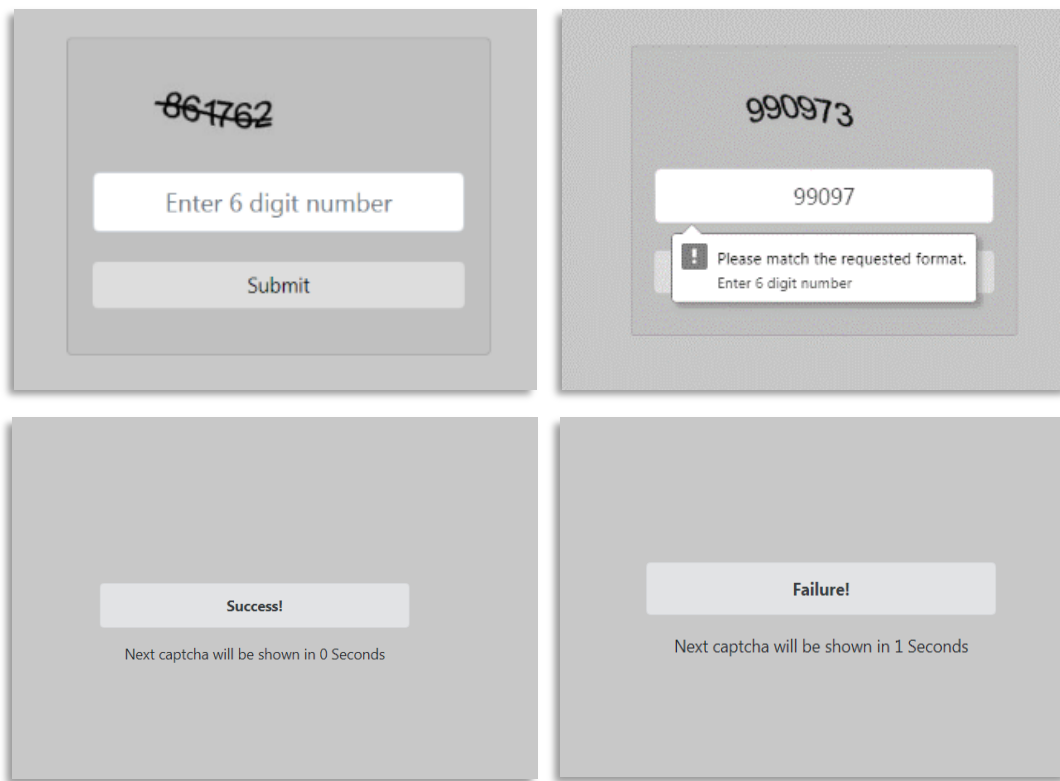 861762
Enter 6 digit number
Submit
990973
99097
Please match the requested format.
Enter 6 digit number
Success!
Next captcha will be shown in 0 Seconds
Failure!
Next captcha will be shown in 1 Seconds